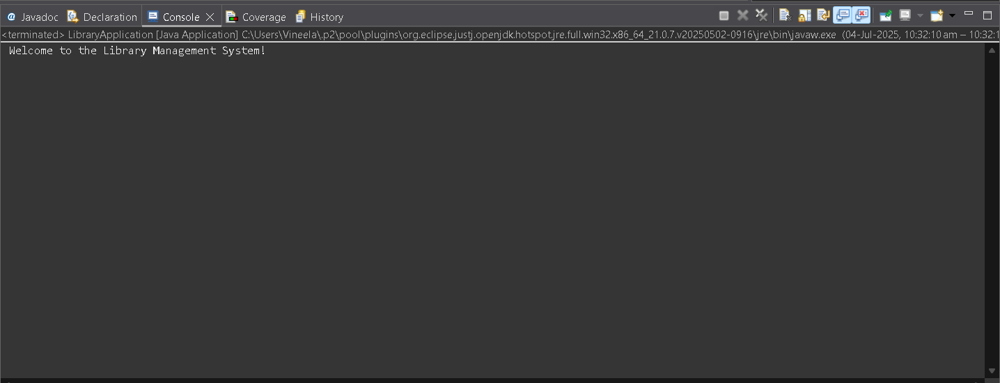 @ Javadoc Declaration Console Coverage History
<terminated> LibraryApplication [Java Application] C:\Users\Vineela\.p2\pool\plugins\org.eclipse.justj.openjdk.hotspot.jre.full.win32.x86_64_21.0.7.v20250502-0916\jre\bin\javaw.exe (04-Jul-2025, 10:32:10 am – 10:32:1
Welcome to the Library Management System!